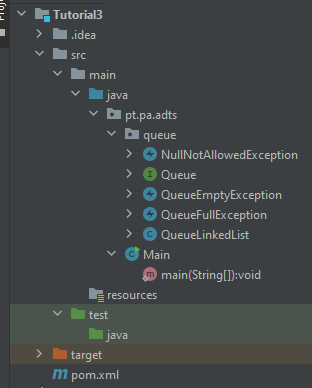 Tutorial3
.idea
src
main
java
pt.pa.adts
queue
NullNotAllowedException
Queue
QueueEmptyException
QueueFullException
QueueLinkedList
Main
main(String[]):void
resources
test
java
target
pom.xml